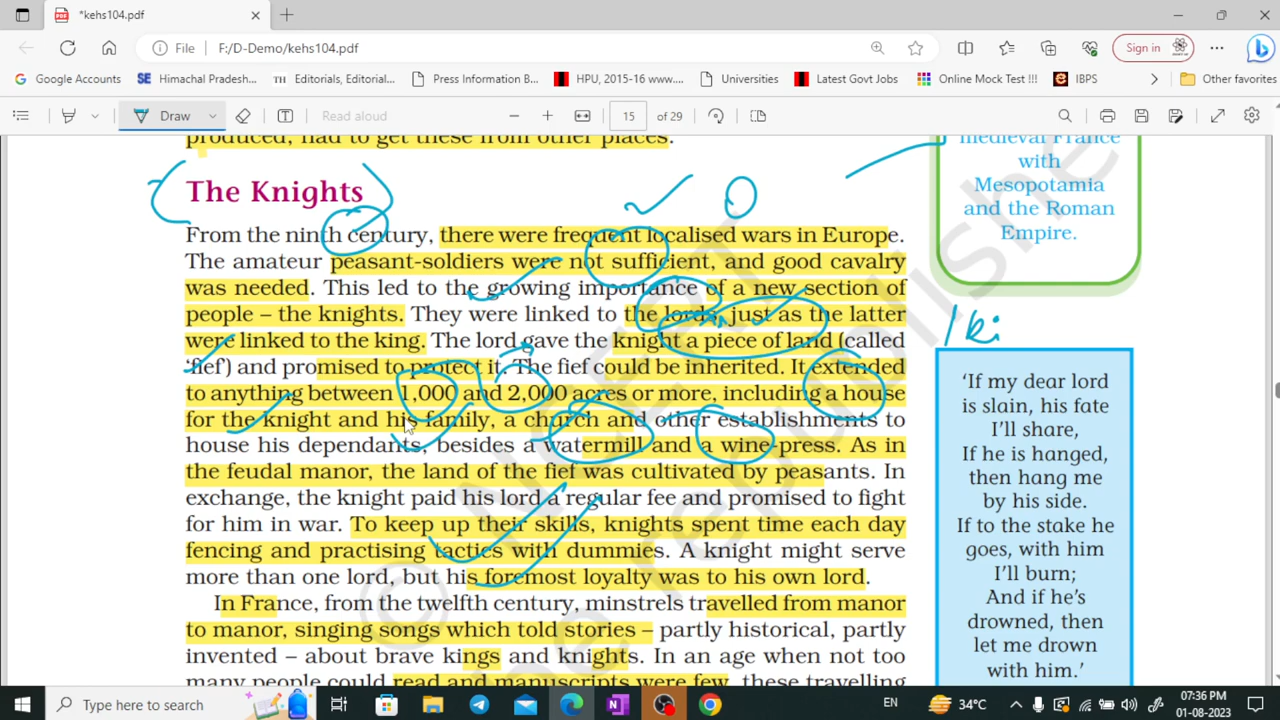 *kehs104.pdf
File F:/D-Demo/kehs104.pdf
Sign in
Google Accounts SE Himachal Pradesh... TH Editorials, Editorial... Press Information B... HPU, 2015-16 www.... Universities Latest Govt Jobs Online Mock Test !!! IBPS Other favorites
Draw Read aloud 15 of 29
produced, had to get these from other places.
The Knights
From the ninth century, there were frequent localised wars in Europe.
The amateur peasant-soldiers were not sufficient, and good cavalry
was needed. This led to the growing importance of a new section of
people – the knights. They were linked to the lords, just as the latter
were linked to the king. The lord gave the knight a piece of land (called
‘fief’) and promised to protect it. The fief could be inherited. It extended
to anything between 1,000 and 2,000 acres or more, including a house
for the knight and his family, a church and other establishments to
house his dependants, besides a watermill and a wine-press. As in
the feudal manor, the land of the fief was cultivated by peasants. In
exchange, the knight paid his lord a regular fee and promised to fight
for him in war. To keep up their skills, knights spent time each day
fencing and practising tactics with dummies. A knight might serve
more than one lord, but his foremost loyalty was to his own lord.
In France, from the twelfth century, minstrels travelled from manor
to manor, singing songs which told stories – partly historical, partly
invented – about brave kings and knights. In an age when not too
many people could read and manuscripts were few, these travelling
medieval France
with
Mesopotamia
and the Roman
Empire.
‘If my dear lord
is slain, his fate
I’ll share,
If he is hanged,
then hang me
by his side.
If to the stake he
goes, with him
I’ll burn;
And if he’s
drowned, then
let me drown
with him.’
Type here to search
EN 34°C 07:36 PM
01-08-2023